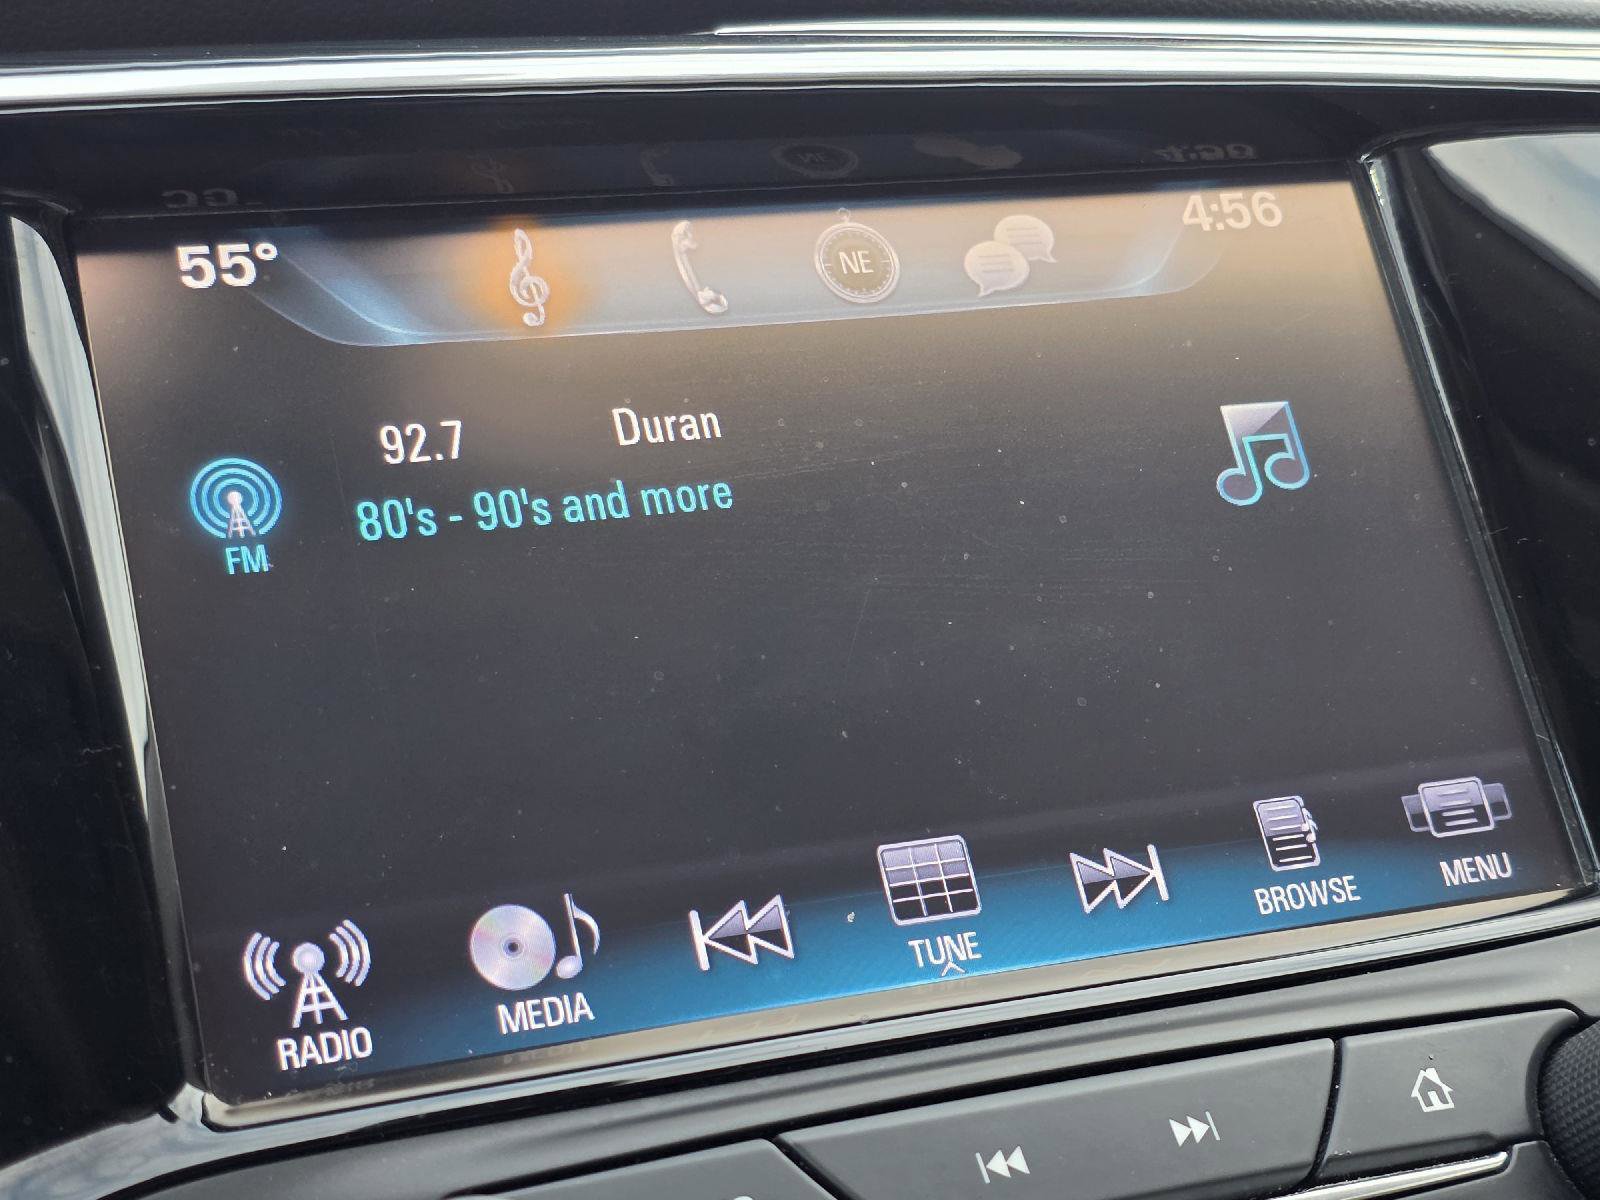 55° NE 4:56
92.7 Duran
80's - 90's and more
FM
RADIO MEDIA TUNE BROWSE MENU